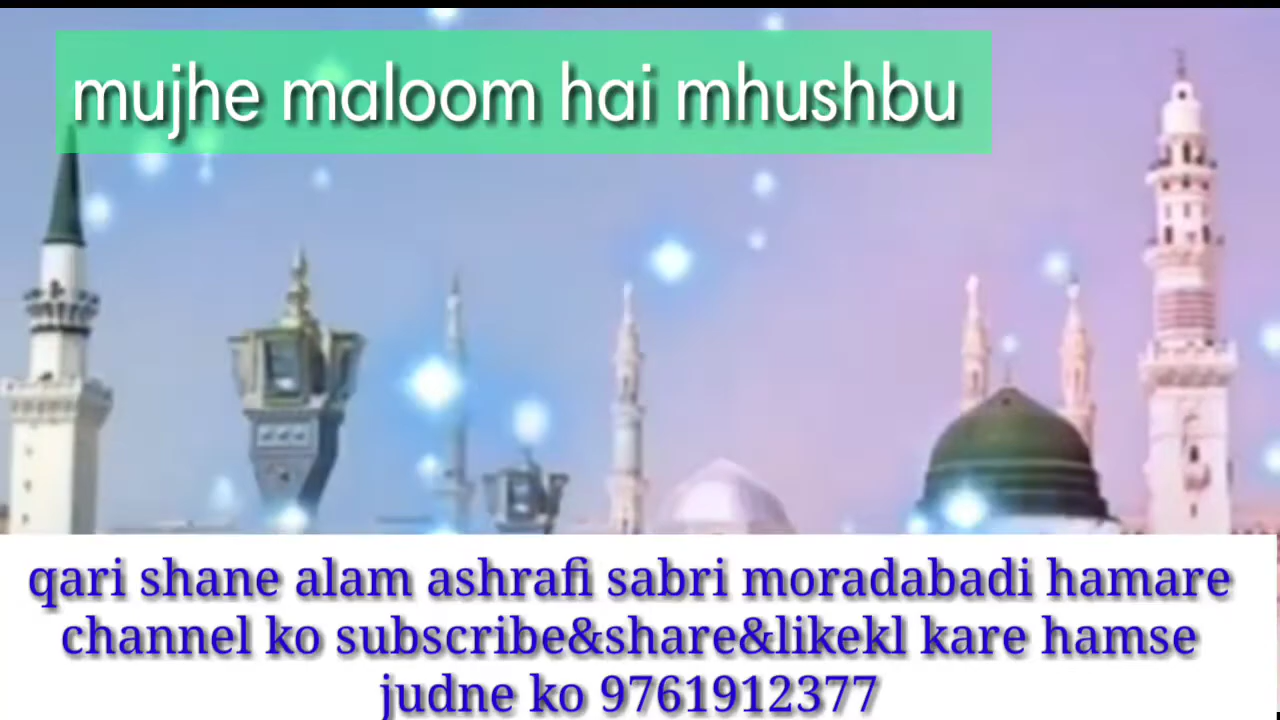 mujhe maloom hai mhushbu
qari shane alam ashrafi sabri moradabadi hamare
channel ko subscribe&share&likekl kare hamse
judne ko 9761912377